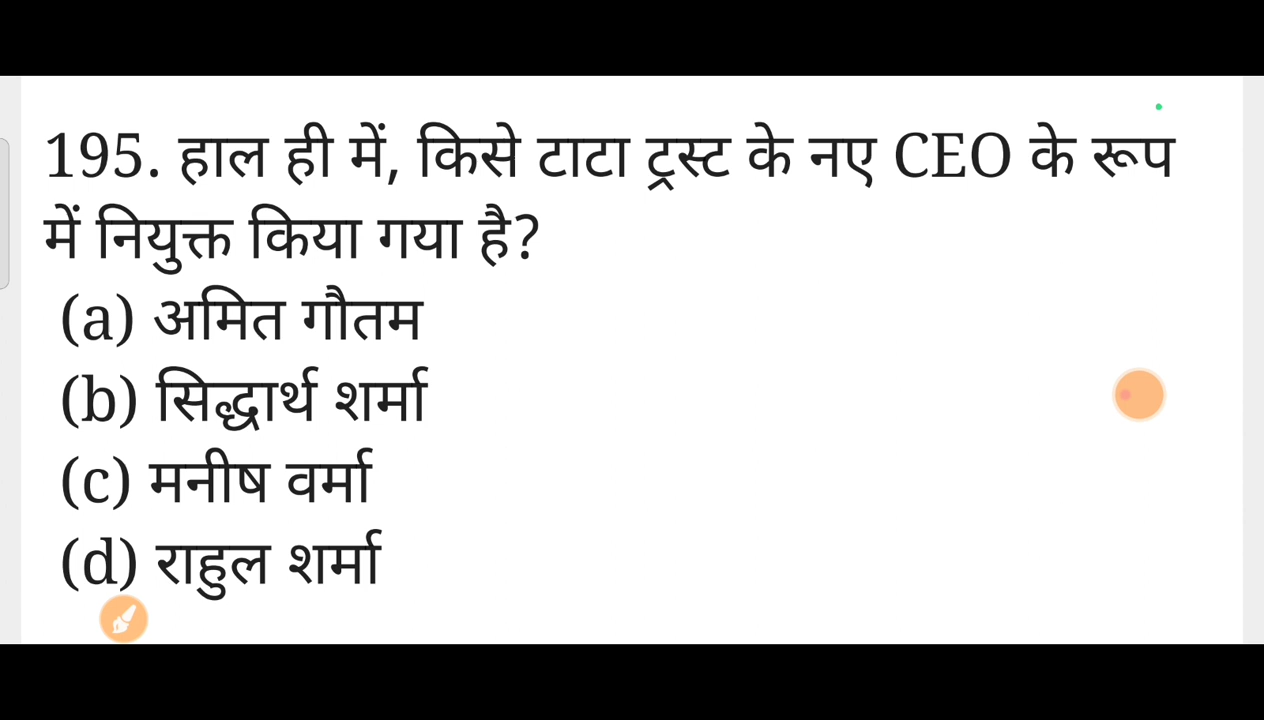 195. हाल ही में, किसे टाटा ट्रस्ट के नए CEO के रूप
में नियुक्त किया गया है?
(a) अमित गौतम
(b) सिद्धार्थ शर्मा
(c) मनीष वर्मा
(d) राहुल शर्मा